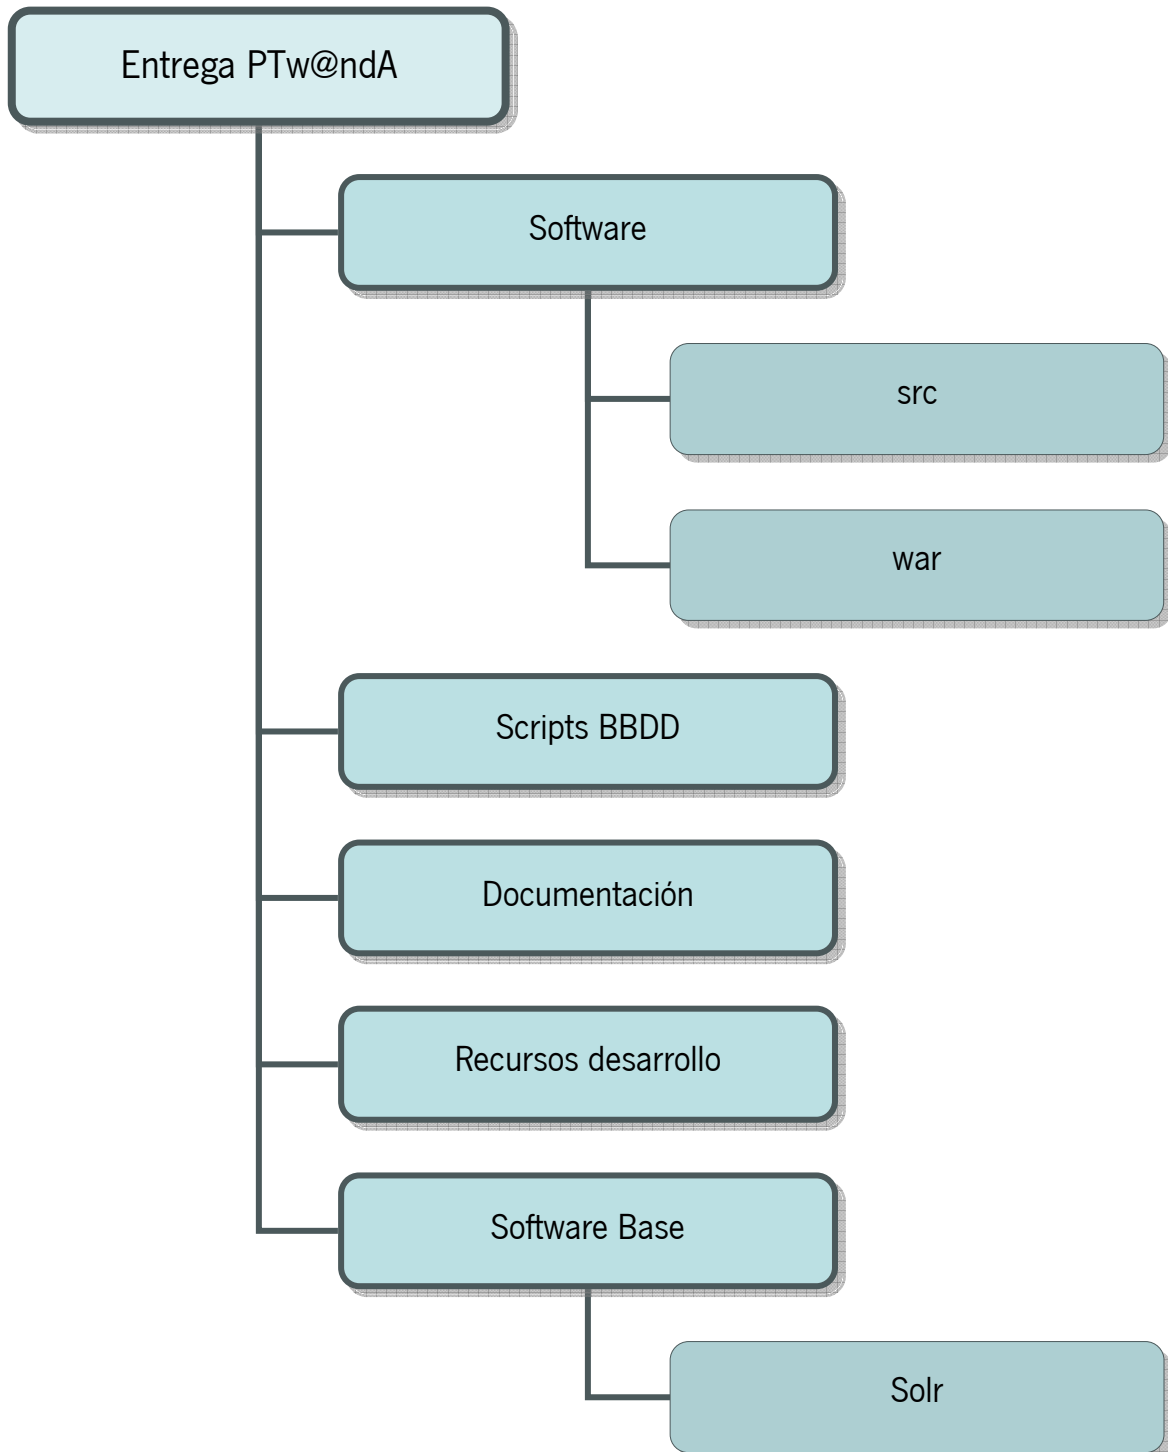 Entrega PTw@ndA
Software
src
war
Scripts BBDD
Documentación
Recursos desarrollo
Software Base
Solr